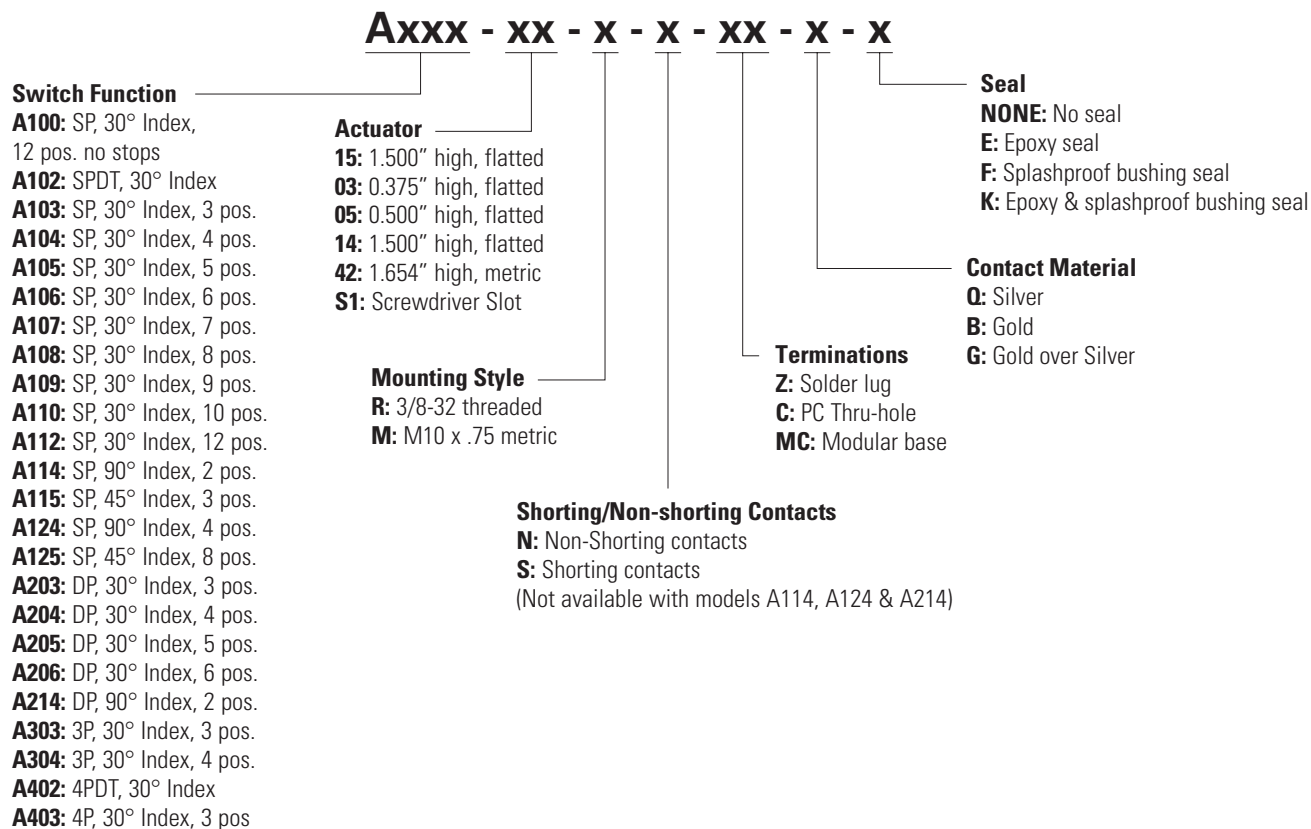 Axxx - xx - x - x - xx - x - x
Switch Function
A100: SP, 30° Index,
12 pos. no stops
A102: SPDT, 30° Index
A103: SP, 30° Index, 3 pos.
A104: SP, 30° Index, 4 pos.
A105: SP, 30° Index, 5 pos.
A106: SP, 30° Index, 6 pos.
A107: SP, 30° Index, 7 pos.
A108: SP, 30° Index, 8 pos.
A109: SP, 30° Index, 9 pos.
A110: SP, 30° Index, 10 pos.
A112: SP, 30° Index, 12 pos.
A114: SP, 90° Index, 2 pos.
A115: SP, 45° Index, 3 pos.
A124: SP, 90° Index, 4 pos.
A125: SP, 45° Index, 8 pos.
A203: DP, 30° Index, 3 pos.
A204: DP, 30° Index, 4 pos.
A205: DP, 30° Index, 5 pos.
A206: DP, 30° Index, 6 pos.
A214: DP, 90° Index, 2 pos.
A303: 3P, 30° Index, 3 pos.
A304: 3P, 30° Index, 4 pos.
A402: 4PDT, 30° Index
A403: 4P, 30° Index, 3 pos
Actuator
15: 1.500” high, flatted
03: 0.375” high, flatted
05: 0.500” high, flatted
14: 1.500” high, flatted
42: 1.654” high, metric
S1: Screwdriver Slot
Mounting Style
R: 3/8-32 threaded
M: M10 x .75 metric
Shorting/Non-shorting Contacts
N: Non-Shorting contacts
S: Shorting contacts
(Not available with models A114, A124 & A214)
Terminations
Z: Solder lug
C: PC Thru-hole
MC: Modular base
Contact Material
Q: Silver
B: Gold
G: Gold over Silver
Seal
NONE: No seal
E: Epoxy seal
F: Splashproof bushing seal
K: Epoxy & splashproof bushing seal